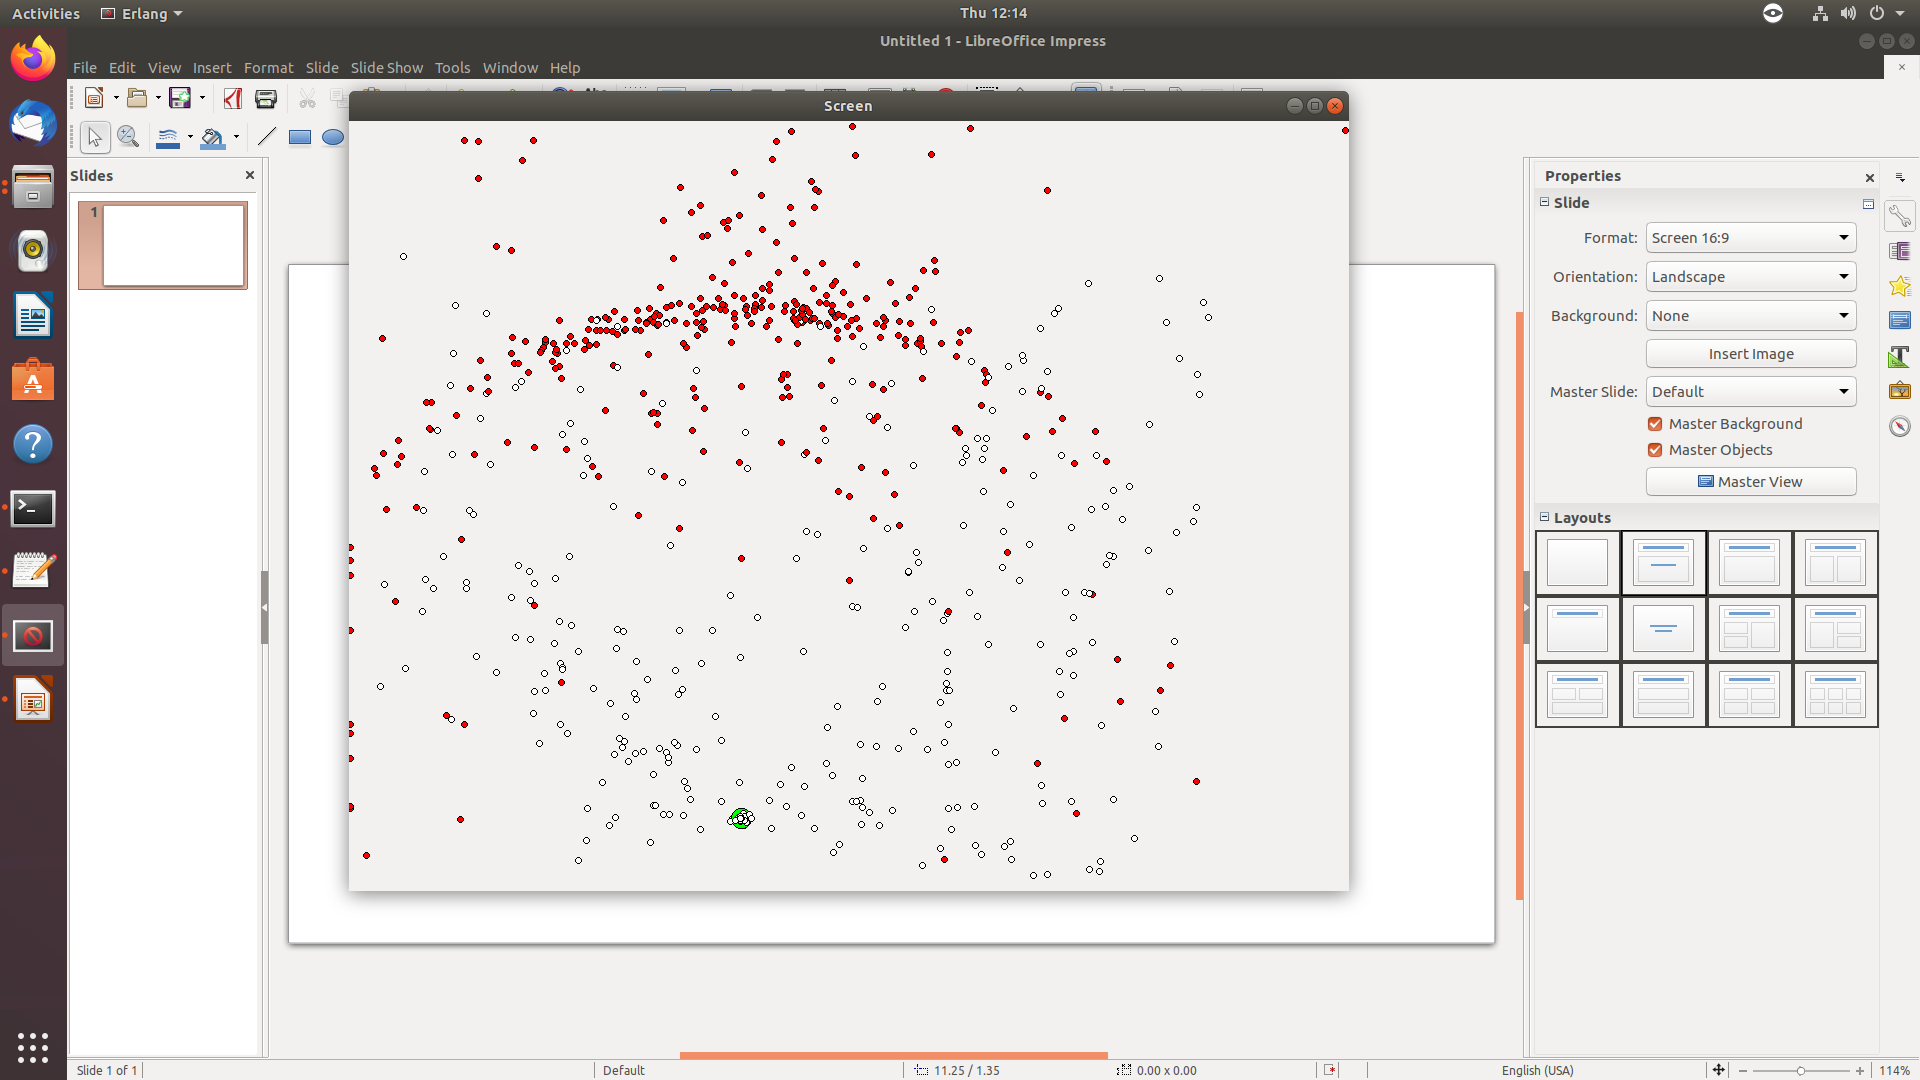 Activities
Erlang
Thu 12:14
Untitled 1 - LibreOffice Impress
File Edit View Insert Format Slide Slide Show Tools Window Help
Screen
Slides
1
Properties
Slide
Format: Screen 16:9
Orientation: Landscape
Background: None
Insert Image
Master Slide: Default
Master Background
Master Objects
Master View
Layouts
Slide 1 of 1
Default
11.25 / 1.35
0.00 x 0.00
English (USA)
114%